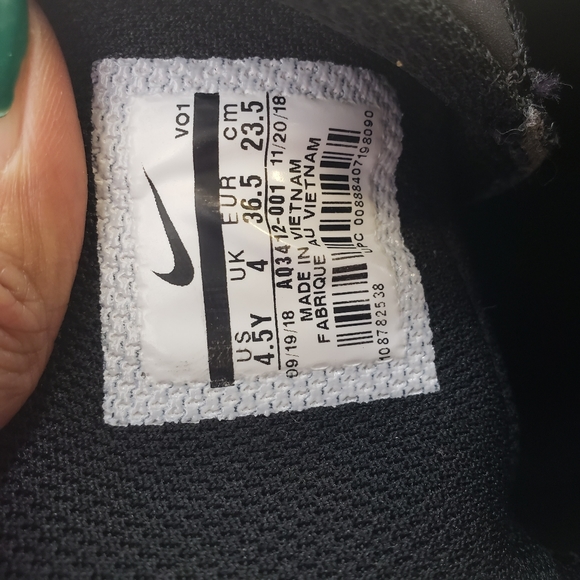 VO1
US UK EUR cm
4.5Y 4 36.5 23.5
09/19/18 AQ3412-001 11/20/18
MADE IN VIETNAM
FABRIQUE AU VIETNAM
108782538 UPC 00888407198090